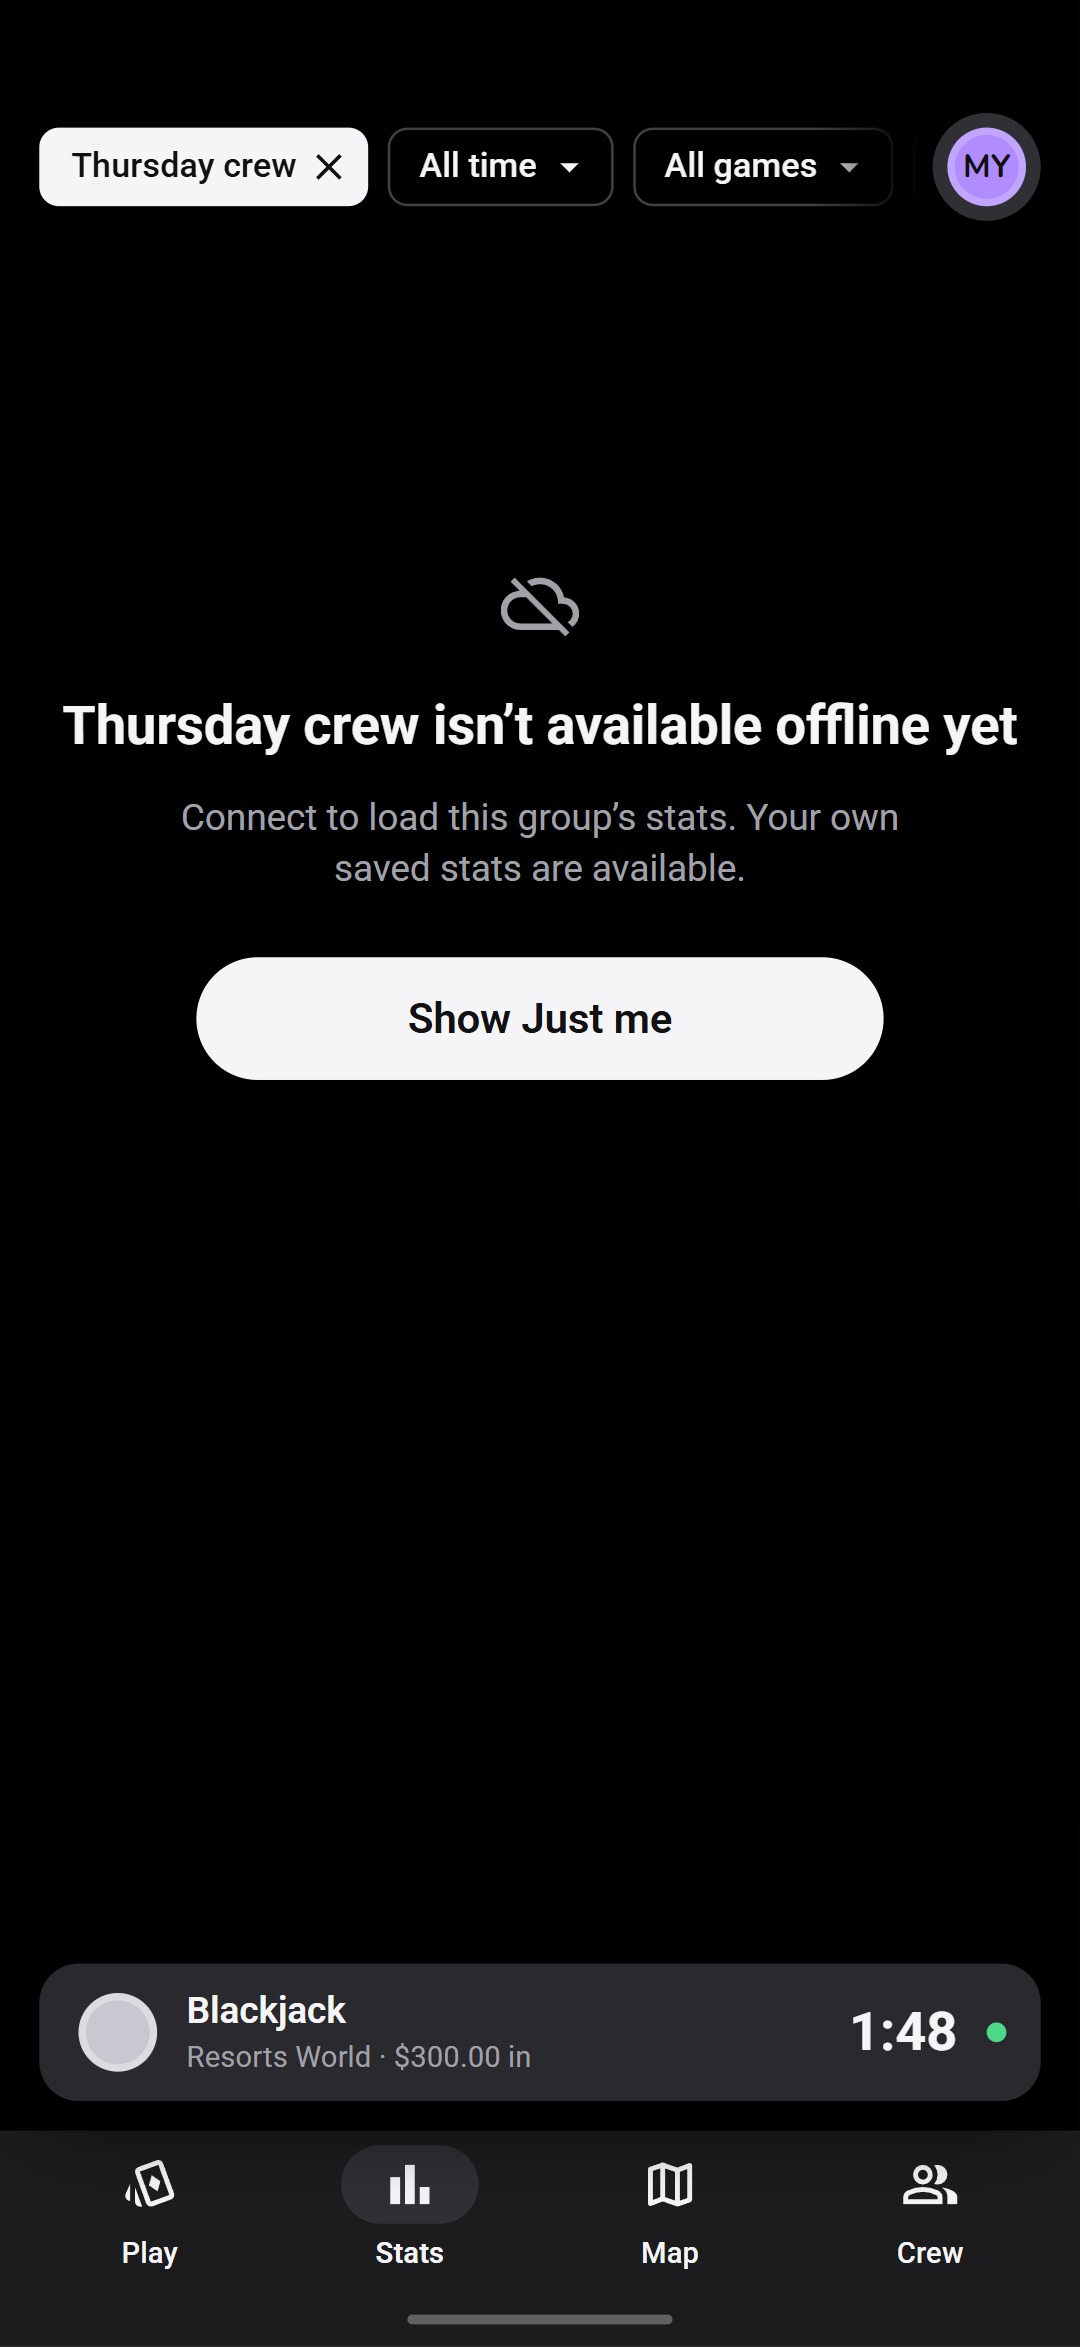 Thursday crew
All time
All games
MY
Thursday crew isn’t available offline yet
Connect to load this group’s stats. Your own
saved stats are available.
Show Just me
Blackjack
Resorts World · $300.00 in
1:48
Play
Stats
Map
Crew